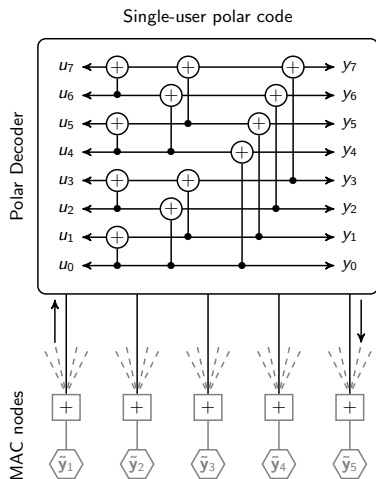 Single-user polar code
Polar Decoder
u₇ + + + y₇
u₆ + + y₆
u₅ + + y₅
u₄ + y₄
u₃ + + y₃
u₂ + y₂
u₁ + y₁
u₀ y₀
MAC nodes
+ + + + +
ỹ₁ ỹ₂ ỹ₃ ỹ₄ ỹ₅